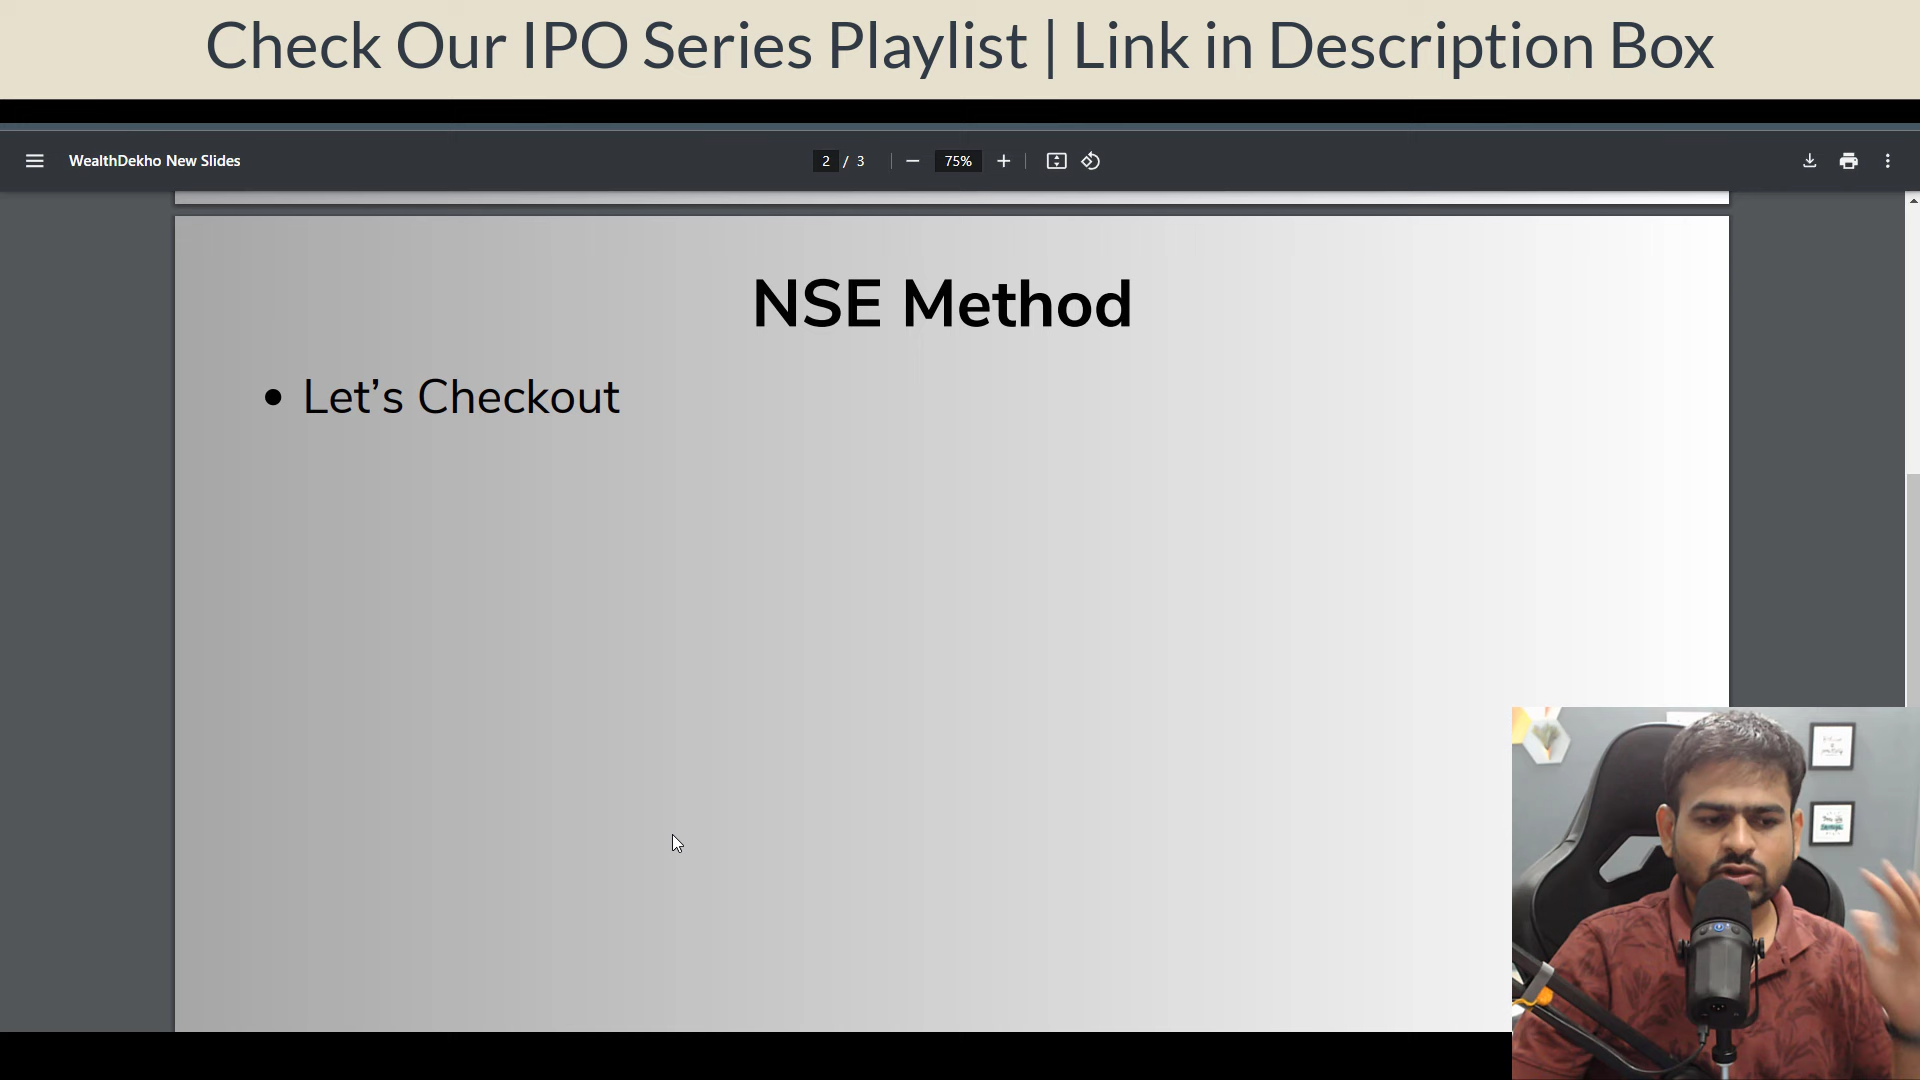 Check Our IPO Series Playlist | Link in Description Box
WealthDekho New Slides
2 / 3
75%
NSE Method
• Let’s Checkout